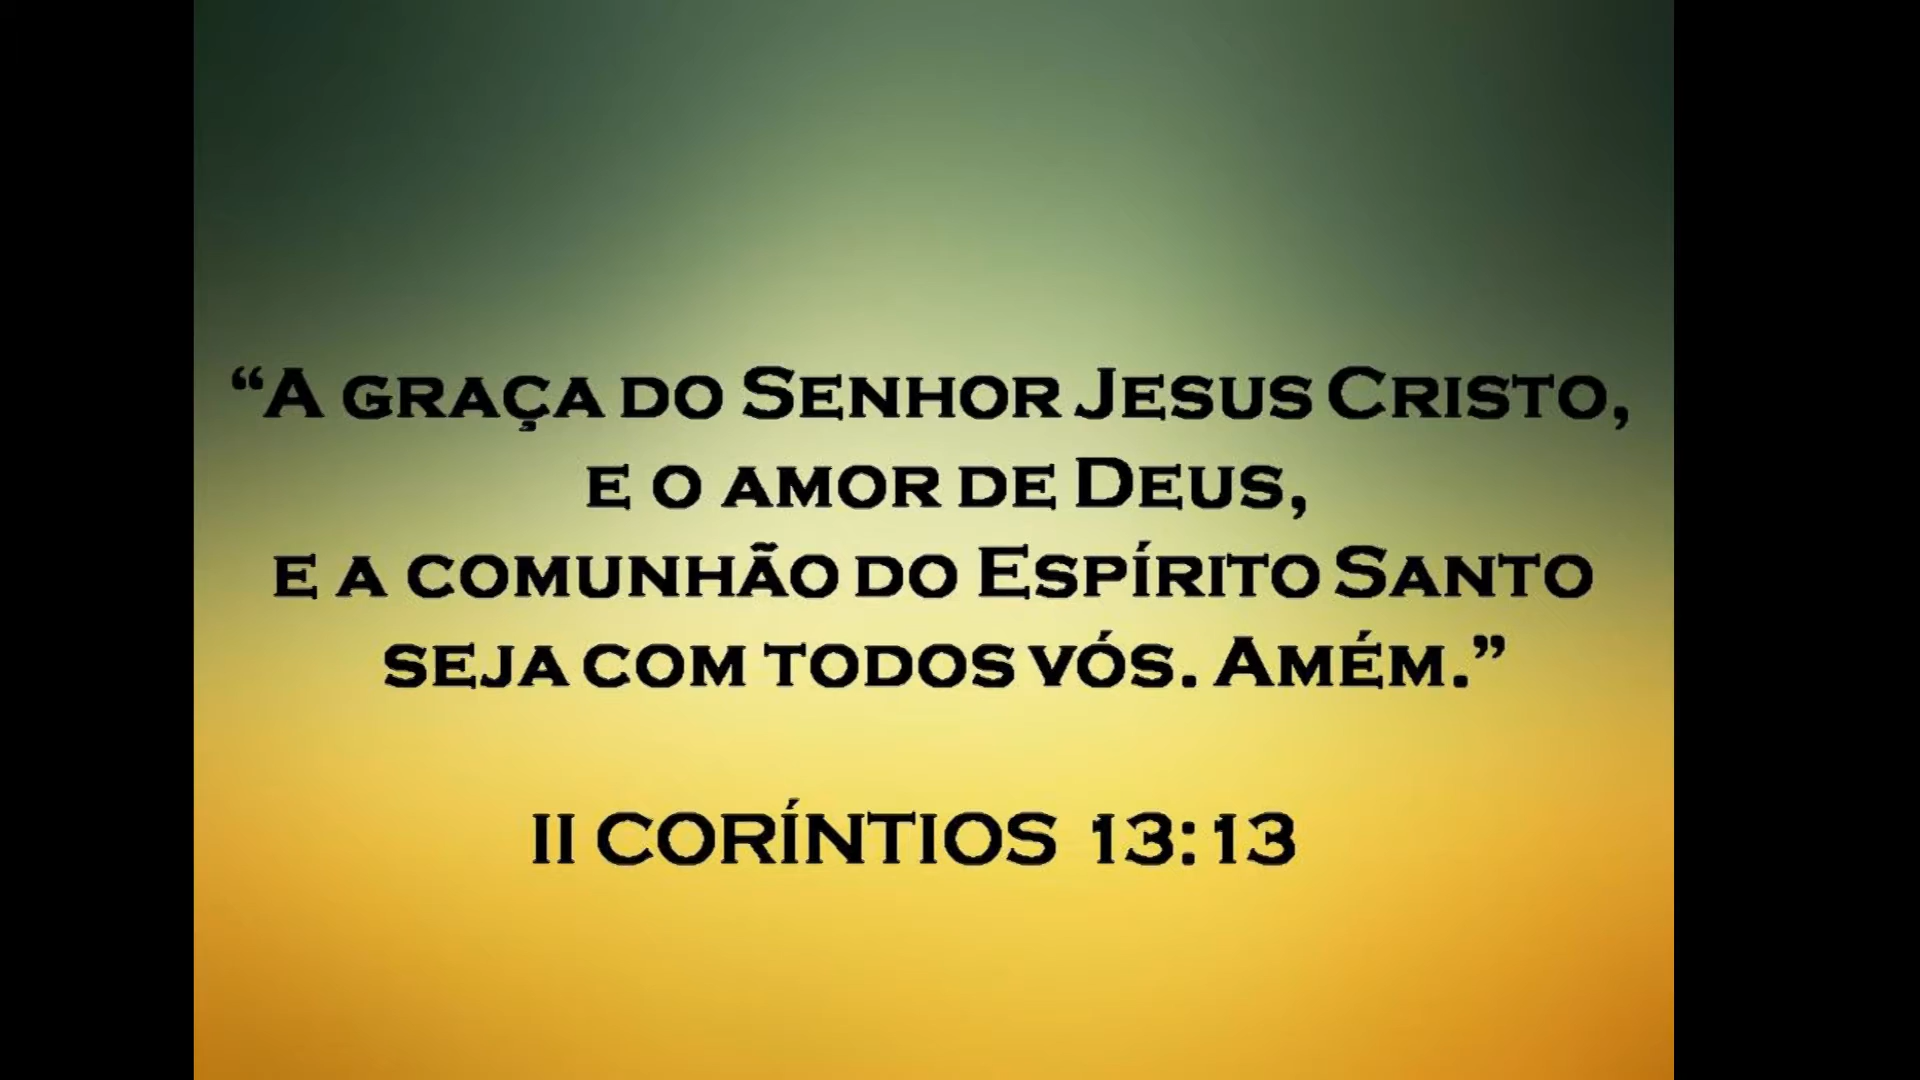 “A graça do Senhor Jesus Cristo,
e o amor de Deus,
e a comunhão do Espírito Santo
seja com todos vós. Amém.”
II CORÍNTIOS 13:13